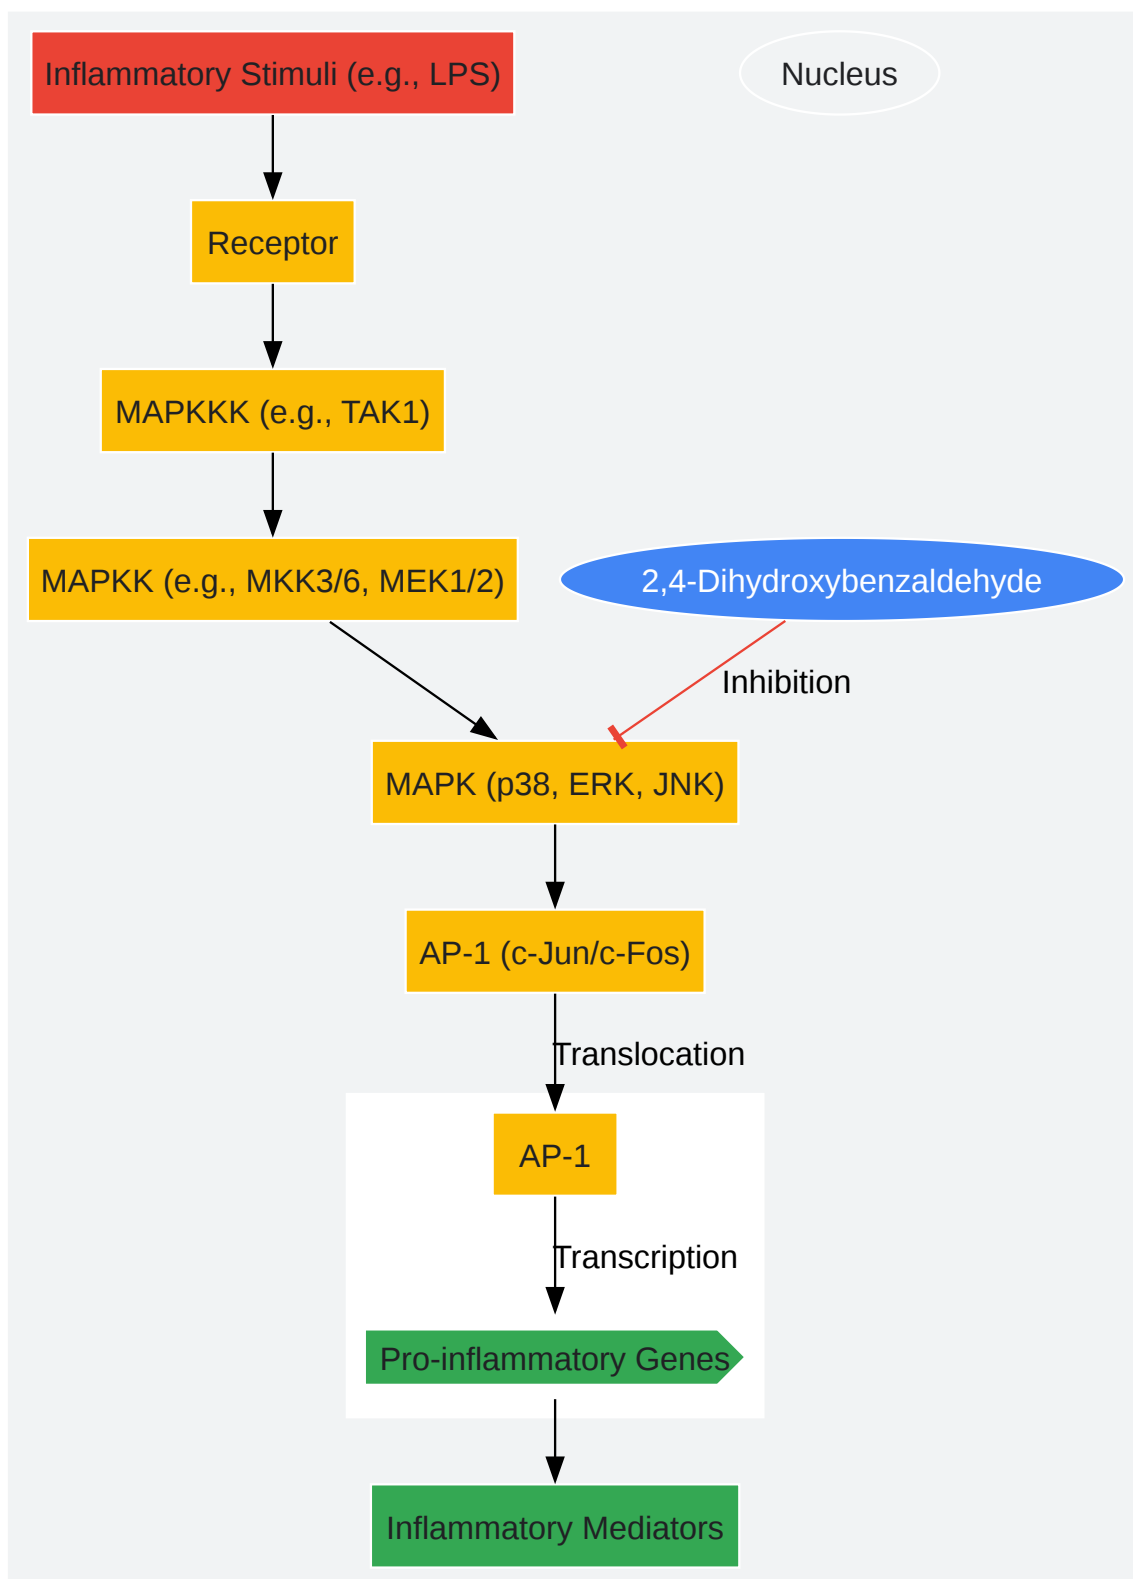 Inflammatory Stimuli (e.g., LPS)
Nucleus
Receptor
MAPKKK (e.g., TAK1)
MAPKK (e.g., MKK3/6, MEK1/2)
2,4-Dihydroxybenzaldehyde
Inhibition
MAPK (p38, ERK, JNK)
AP-1 (c-Jun/c-Fos)
Translocation
AP-1
Transcription
Pro-inflammatory Genes
Inflammatory Mediators